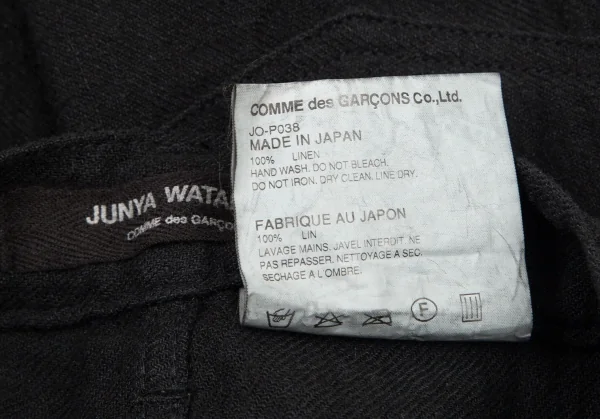 COMME des GARÇONS Co., Ltd.
JO-P038
MADE IN JAPAN
100% LINEN
HAND WASH. DO NOT BLEACH.
DO NOT IRON. DRY CLEAN. LINE DRY.
FABRIQUE AU JAPON
100% LIN
LAVAGE MAINS. JAVEL INTERDIT. NE
PAS REPASSER. NETTOYAGE A SEC.
SECHAGE A L'OMBRE.
F
JUNYA WATA
COMME des GARÇO